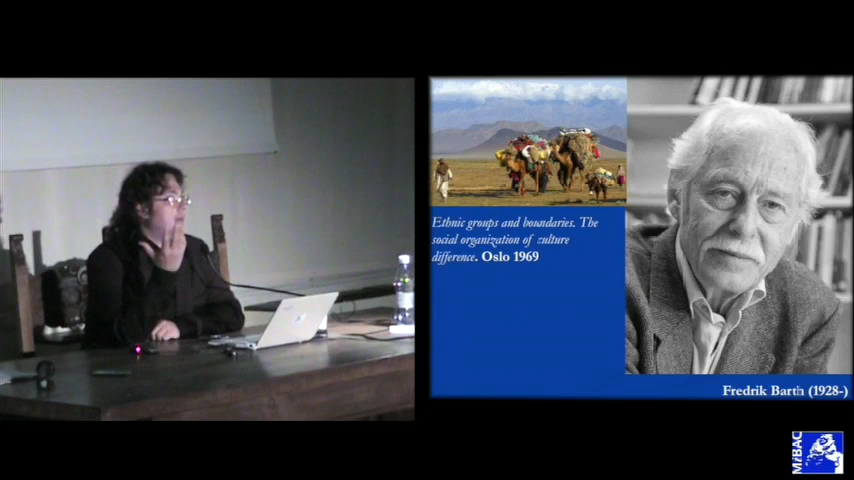 Ethnic groups and boundaries. The
social organization of culture
difference. Oslo 1969
Fredrik Barth (1928-)
MiBAC